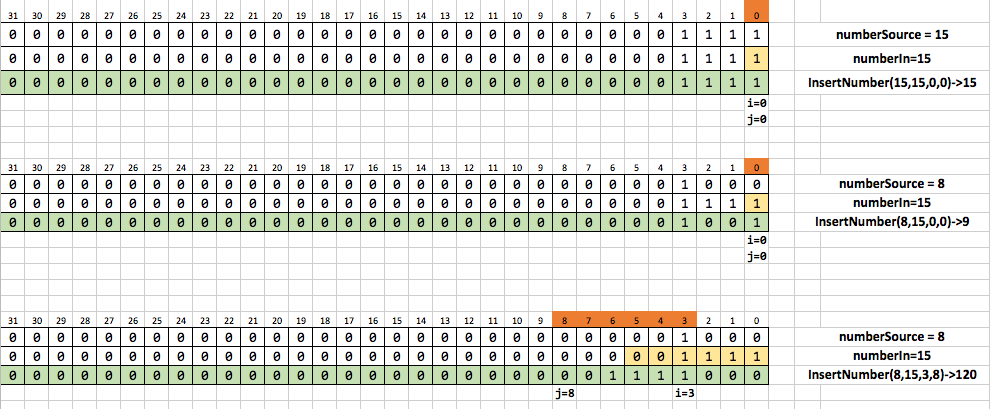 31 30 29 28 27 26 25 24 23 22 21 20 19 18 17 16 15 14 13 12 11 10 9 8 7 6 5 4 3 2 1 0
0 0 0 0 0 0 0 0 0 0 0 0 0 0 0 0 0 0 0 0 0 0 0 0 0 0 0 0 1 1 1 1 numberSource = 15
0 0 0 0 0 0 0 0 0 0 0 0 0 0 0 0 0 0 0 0 0 0 0 0 0 0 0 0 1 1 1 1 numberIn=15
0 0 0 0 0 0 0 0 0 0 0 0 0 0 0 0 0 0 0 0 0 0 0 0 0 0 0 0 1 1 1 1 InsertNumber(15,15,0,0)->15
i=0
j=0
31 30 29 28 27 26 25 24 23 22 21 20 19 18 17 16 15 14 13 12 11 10 9 8 7 6 5 4 3 2 1 0
0 0 0 0 0 0 0 0 0 0 0 0 0 0 0 0 0 0 0 0 0 0 0 0 0 0 0 0 1 0 0 0 numberSource = 8
0 0 0 0 0 0 0 0 0 0 0 0 0 0 0 0 0 0 0 0 0 0 0 0 0 0 0 0 1 1 1 1 numberIn=15
0 0 0 0 0 0 0 0 0 0 0 0 0 0 0 0 0 0 0 0 0 0 0 0 0 0 0 0 1 0 0 1 InsertNumber(8,15,0,0)->9
i=0
j=0
31 30 29 28 27 26 25 24 23 22 21 20 19 18 17 16 15 14 13 12 11 10 9 8 7 6 5 4 3 2 1 0
0 0 0 0 0 0 0 0 0 0 0 0 0 0 0 0 0 0 0 0 0 0 0 0 0 0 0 0 1 0 0 0 numberSource = 8
0 0 0 0 0 0 0 0 0 0 0 0 0 0 0 0 0 0 0 0 0 0 0 0 0 0 0 0 1 1 1 1 numberIn=15
0 0 0 0 0 0 0 0 0 0 0 0 0 0 0 0 0 0 0 0 0 0 0 0 0 1 1 1 1 0 0 0 InsertNumber(8,15,3,8)->120
j=8 i=3